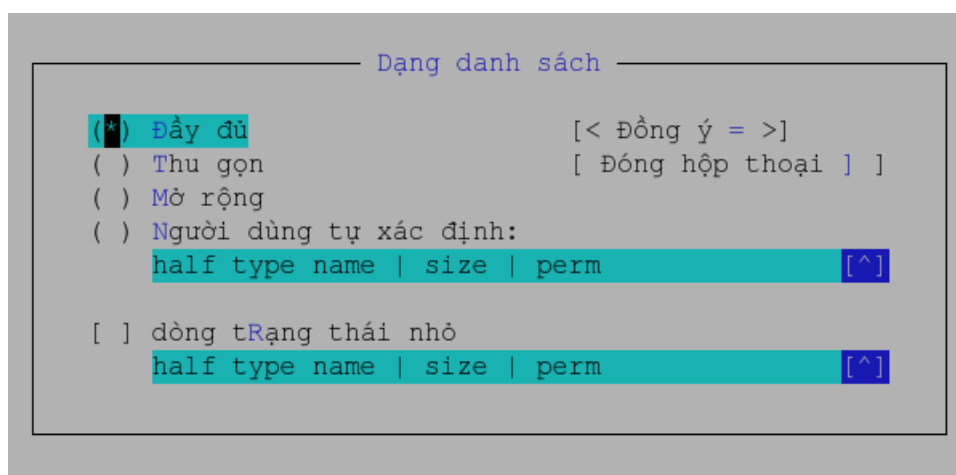 Dạng danh sách
(*) Đầy đủ [< Đồng ý = >]
( ) Thu gọn [ Đóng hộp thoại ] ]
( ) Mở rộng
( ) Người dùng tự xác định:
half type name | size | perm [^]
[ ] dòng tRạng thái nhỏ
half type name | size | perm [^]